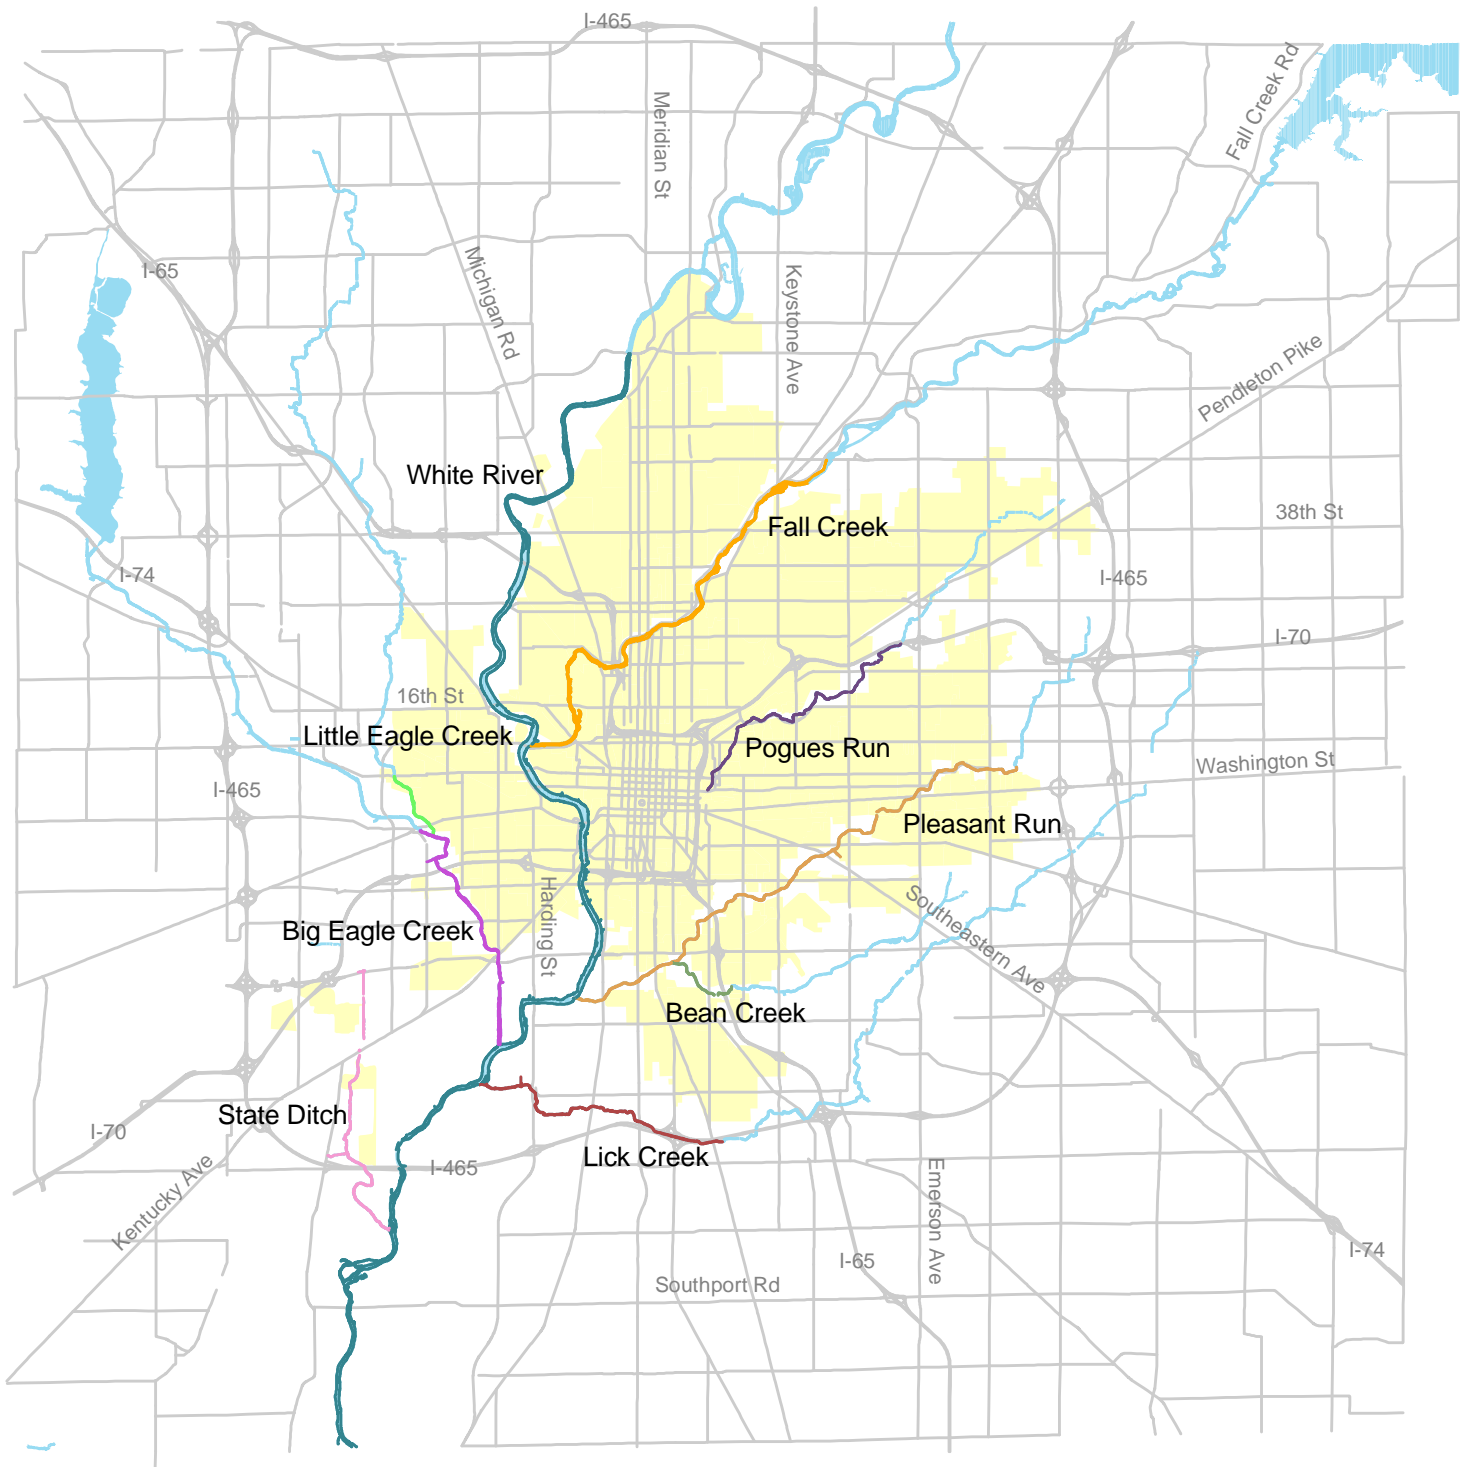 I-465
Fall Creek Rd
Meridian St
I-65
Michigan Rd
Keystone Ave
Pendleton Pike
White River
38th St
Fall Creek
I-74
I-465
I-70
16th St
Little Eagle Creek
Pogues Run
Washington St
I-465
Pleasant Run
Harding St
Southeastern Ave
Big Eagle Creek
Bean Creek
State Ditch
I-70
Lick Creek
I-465
Kentucky Ave
Emerson Ave
I-74
I-65
Southport Rd